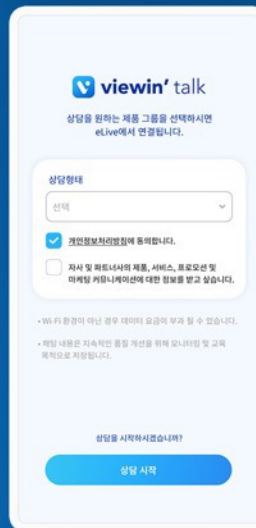 viewin' talk
상담을 원하는 제품 그룹을 선택하시면
eLive에서 연결됩니다.
상담형태
선택
개인정보처리방침에 동의합니다.
자사 및 파트너사의 제품, 서비스, 프로모션 및
마케팅 커뮤니케이션에 대한 정보를 받고 싶습니다.
• Wi-Fi 환경이 아닌 경우 데이터 요금이 부과 될 수 있습니다.
• 채팅 내용은 지속적인 품질 개선을 위해 모니터링 및 교육
목적으로 저장됩니다.
상담을 시작하시겠습니까?
상담 시작